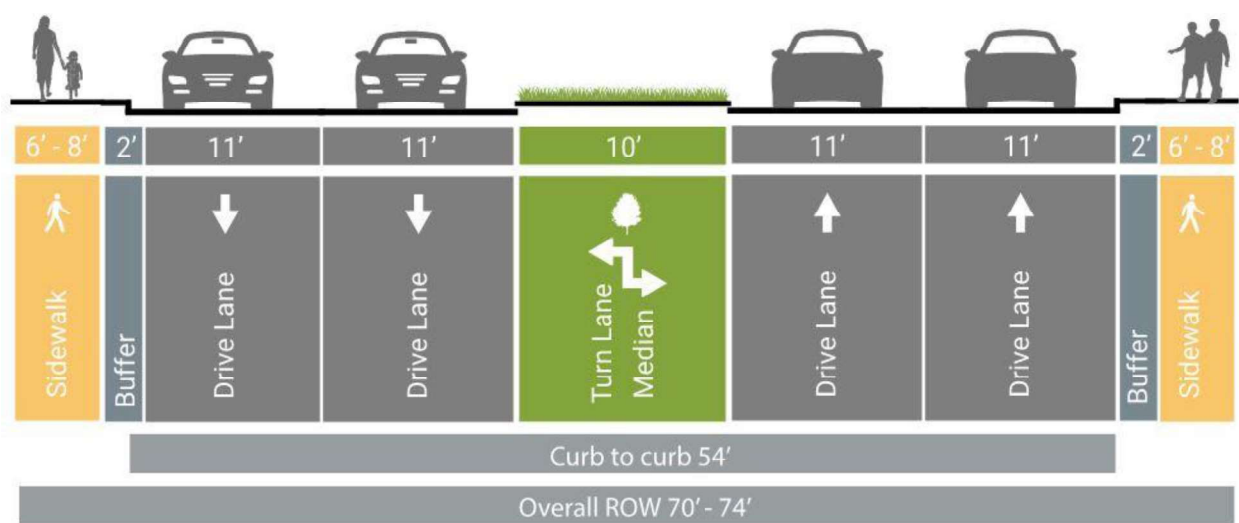 6’ - 8’ 2’ 11’ 11’ 10’ 11’ 11’ 2’ 6’ - 8’
Sidewalk
Buffer
Drive Lane
Drive Lane
Turn Lane
Median
Drive Lane
Drive Lane
Buffer
Sidewalk
Curb to curb 54’
Overall ROW 70’ - 74’